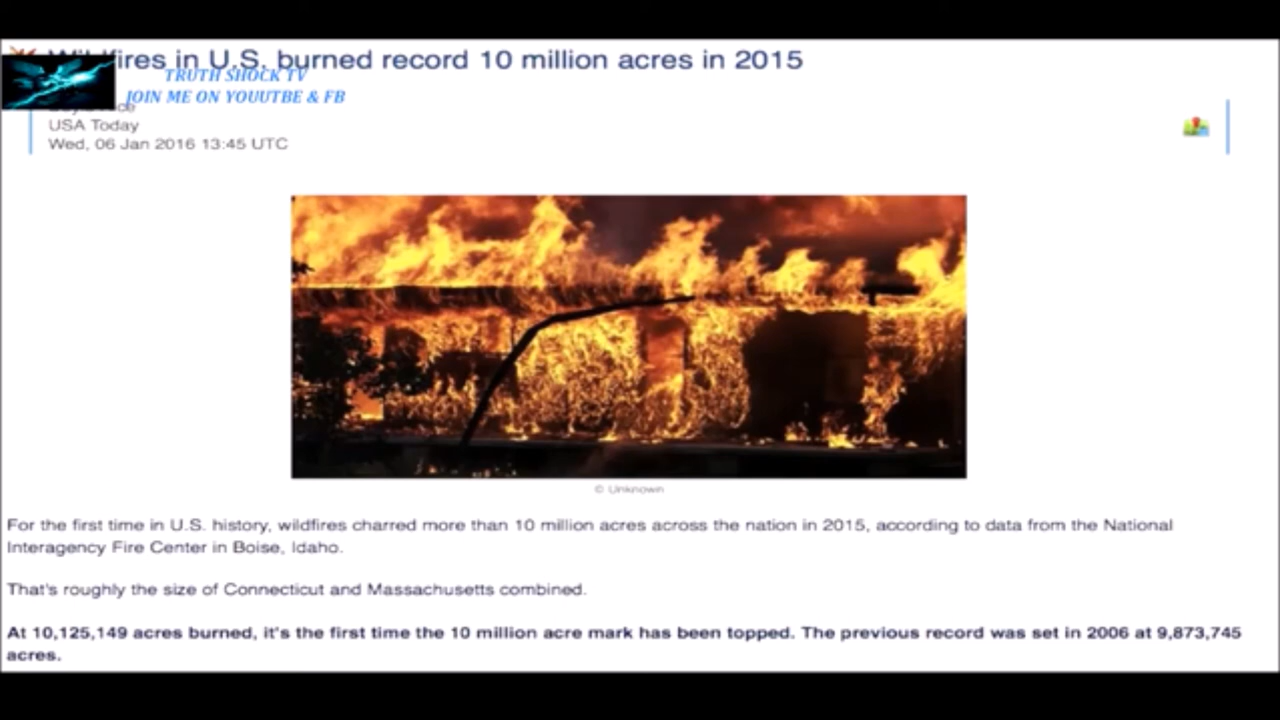 Wildfires in U.S. burned record 10 million acres in 2015
TRUTH SHOCK TV
JOIN ME ON YOUUTBE & FB
USA Today
Wed, 06 Jan 2016 13:45 UTC
© Unknown
For the first time in U.S. history, wildfires charred more than 10 million acres across the nation in 2015, according to data from the National
Interagency Fire Center in Boise, Idaho.
That's roughly the size of Connecticut and Massachusetts combined.
At 10,125,149 acres burned, it's the first time the 10 million acre mark has been topped. The previous record was set in 2006 at 9,873,745
acres.